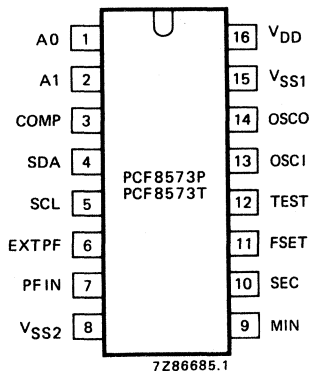 A0 1 16 VDD
A1 2 15 VSS1
COMP 3 14 OSCO
SDA 4 13 OSCI
PCF8573P
PCF8573T
SCL 5 12 TEST
EXTPF 6 11 FSET
PFIN 7 10 SEC
VSS2 8 9 MIN
7Z86685.1